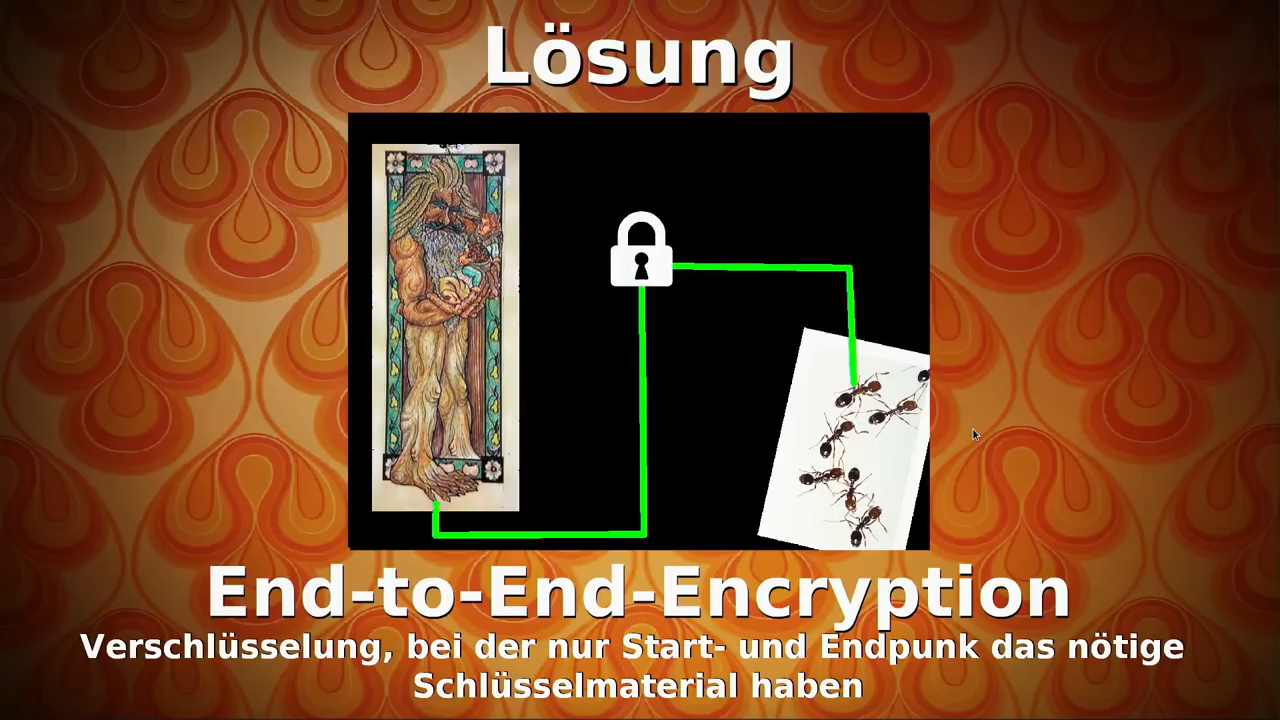 Lösung
End-to-End-Encryption
Verschlüsselung, bei der nur Start- und Endpunk das nötige
Schlüsselmaterial haben